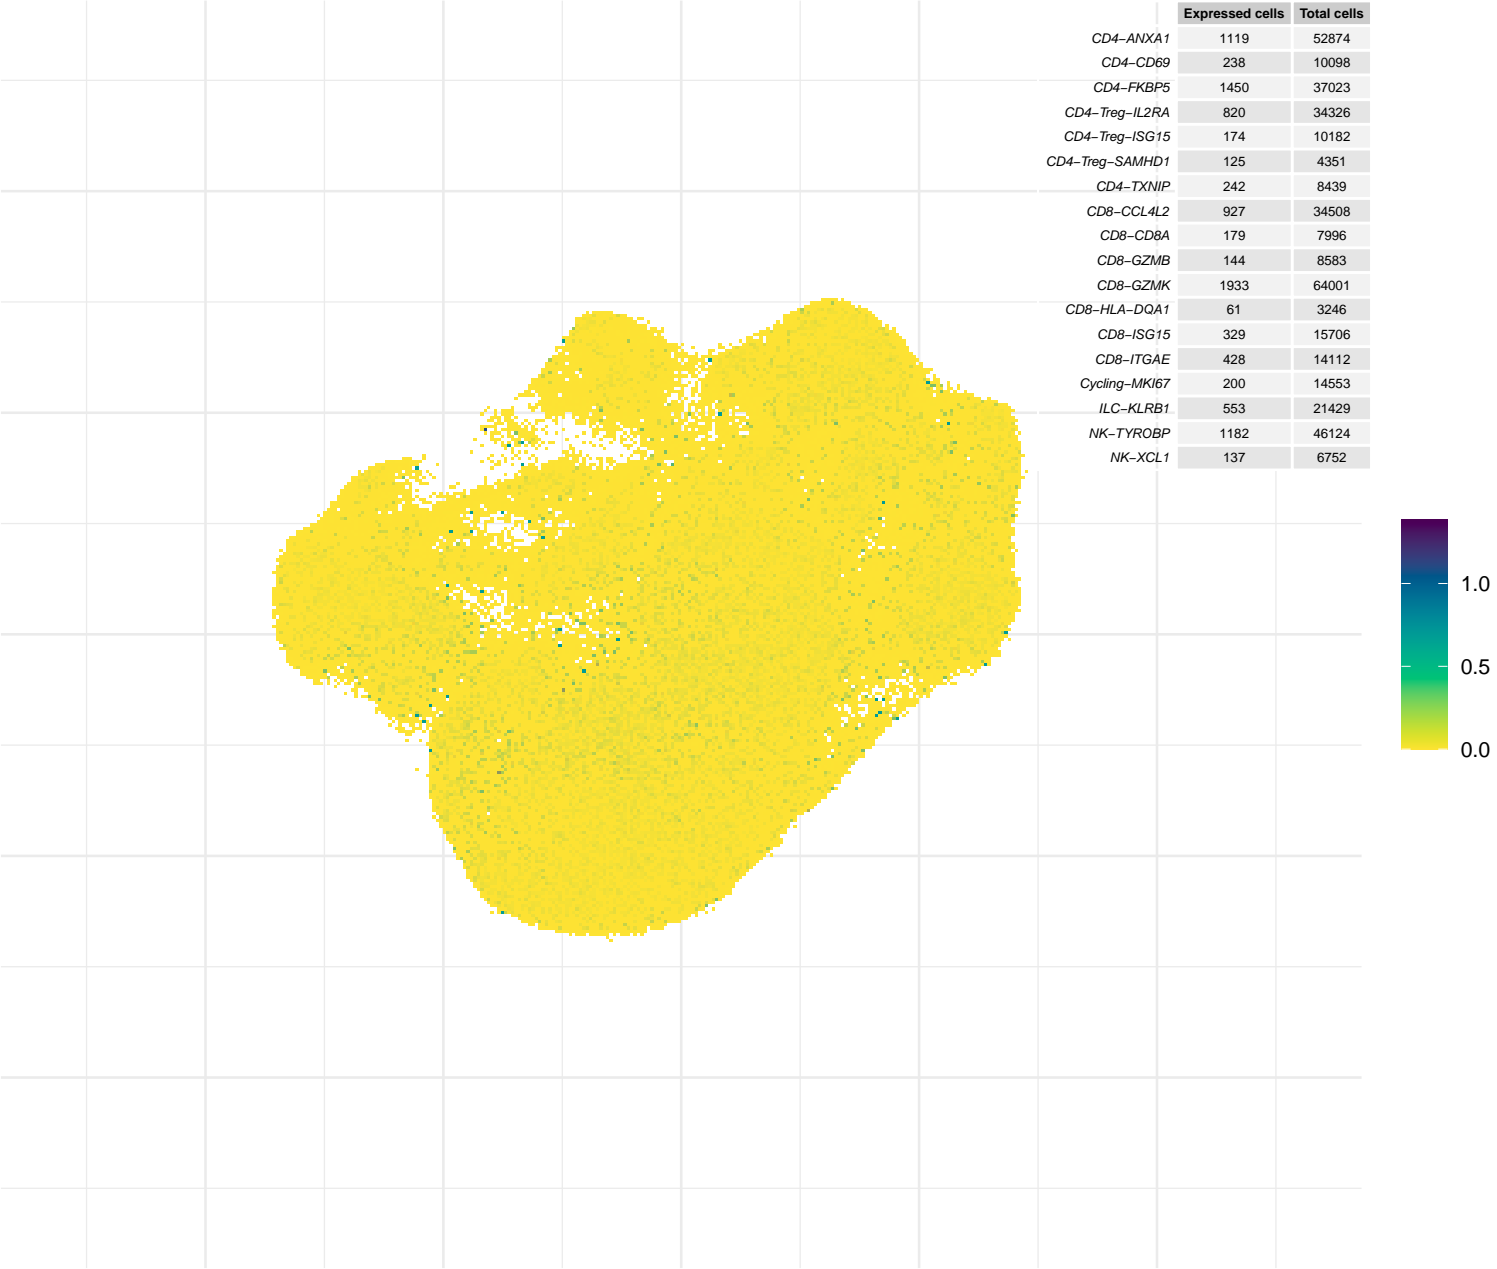 Expressed cells Total cells
CD4−ANXA1 1119 52874
CD4−CD69 238 10098
CD4−FKBP5 1450 37023
CD4−Treg−IL2RA 820 34326
CD4−Treg−ISG15 174 10182
CD4−Treg−SAMHD1 125 4351
CD4−TXNIP 242 8439
CD8−CCL4L2 927 34508
CD8−CD8A 179 7996
CD8−GZMB 144 8583
CD8−GZMK 1933 64001
CD8−HLA−DQA1 61 3246
CD8−ISG15 329 15706
CD8−ITGAE 428 14112
Cycling−MKI67 200 14553
ILC−KLRB1 553 21429
NK−TYROBP 1182 46124
NK−XCL1 137 6752
1.0
0.5
0.0